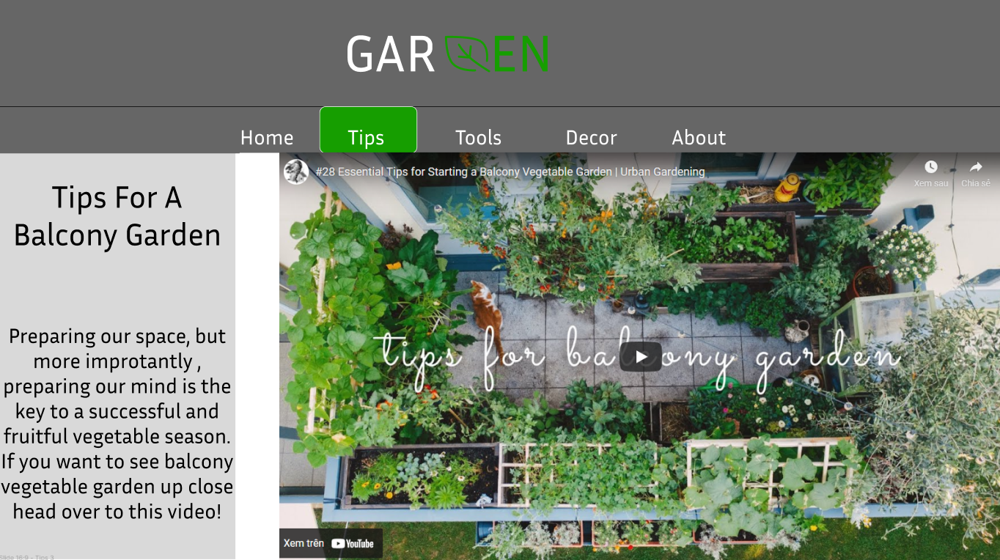 GAR EN
Home Tips Tools Decor About
Tips For A
Balcony Garden
Preparing our space, but
more improtantly ,
preparing our mind is the
key to a successful and
fruitful vegetable season.
If you want to see balcony
vegetable garden up close
head over to this video!
Slide 16:9 – Tips 3
#28 Essential Tips for Starting a Balcony Vegetable Garden | Urban Gardening
Xem sau Chia sẻ
tips for balcony garden
Xem trên YouTube